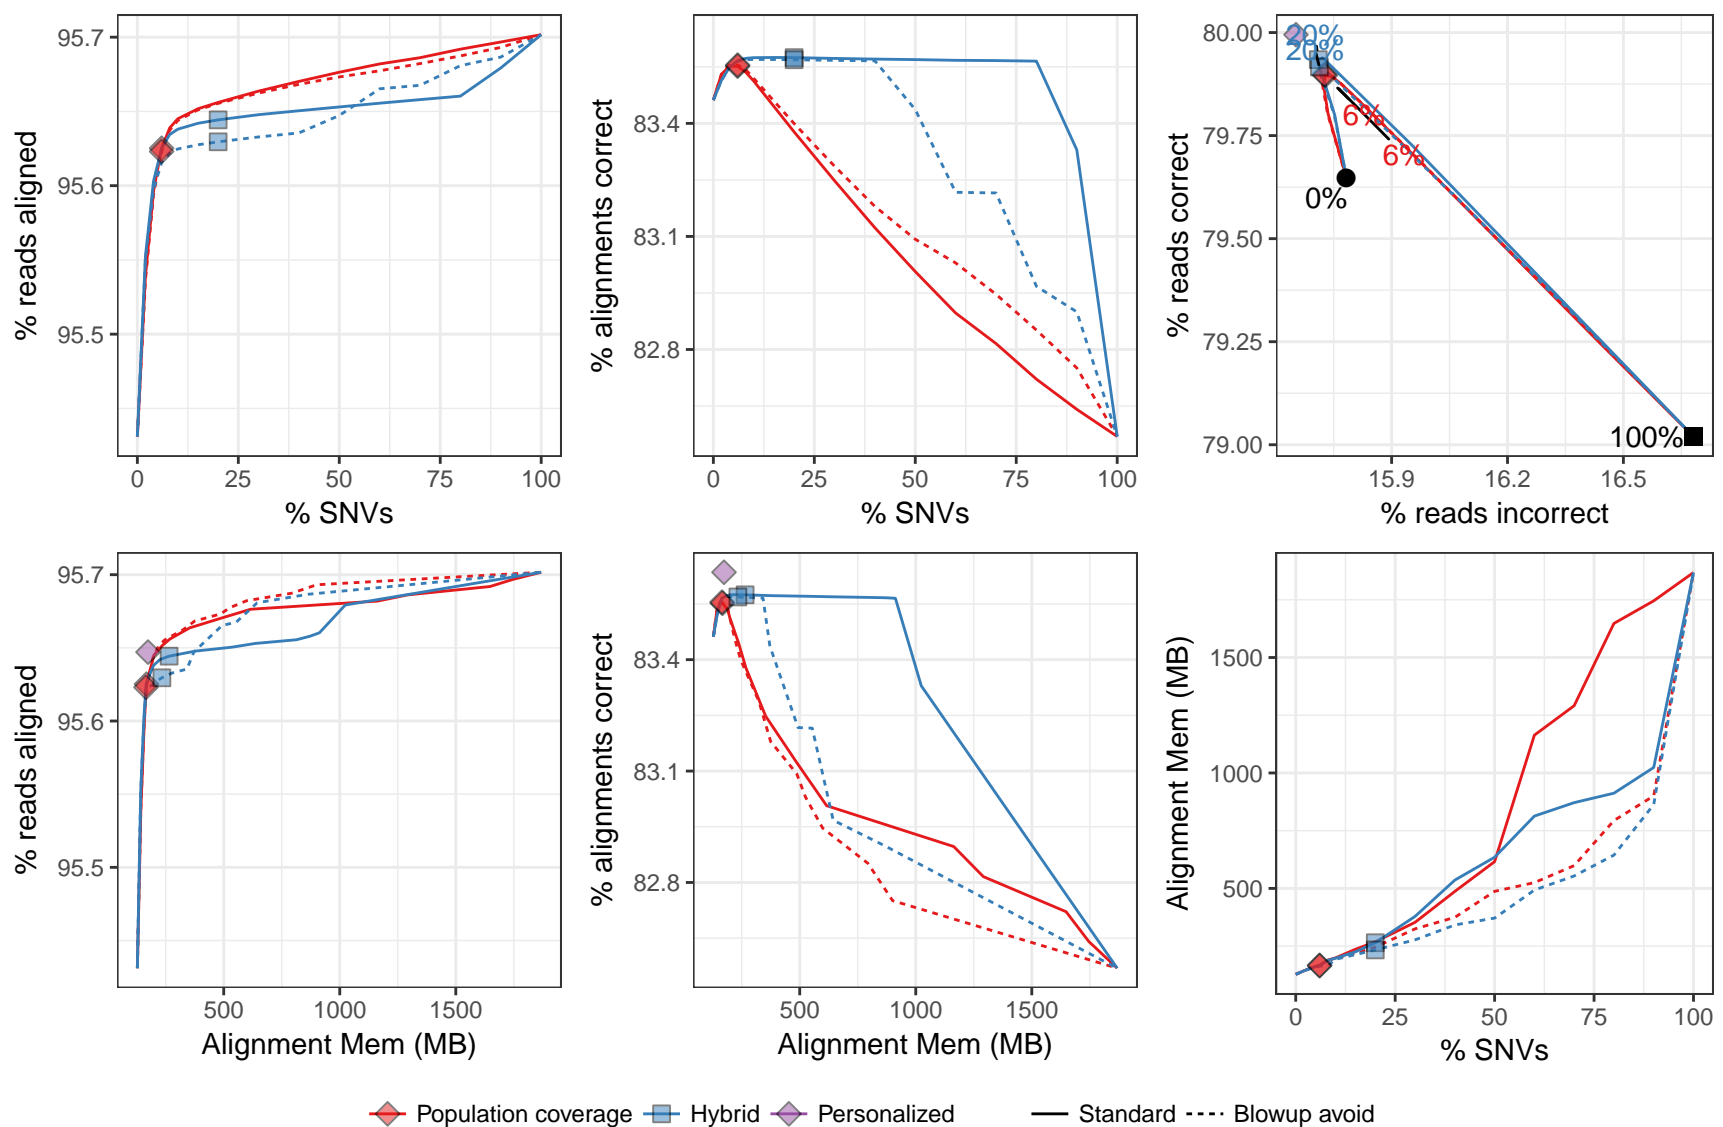 95.7
95.6
95.5
% reads aligned
0 25 50 75 100
% SNVs
83.4
83.1
82.8
% alignments correct
0 25 50 75 100
% SNVs
80.00
79.75
79.50
79.25
79.00
% reads correct
20%
20%
6%
6%
0%
100%
15.9 16.2 16.5
% reads incorrect
95.7
95.6
95.5
% reads aligned
500 1000 1500
Alignment Mem (MB)
83.4
83.1
82.8
% alignments correct
500 1000 1500
Alignment Mem (MB)
1500
1000
500
Alignment Mem (MB)
0 25 50 75 100
% SNVs
Population coverage Hybrid Personalized Standard Blowup avoid